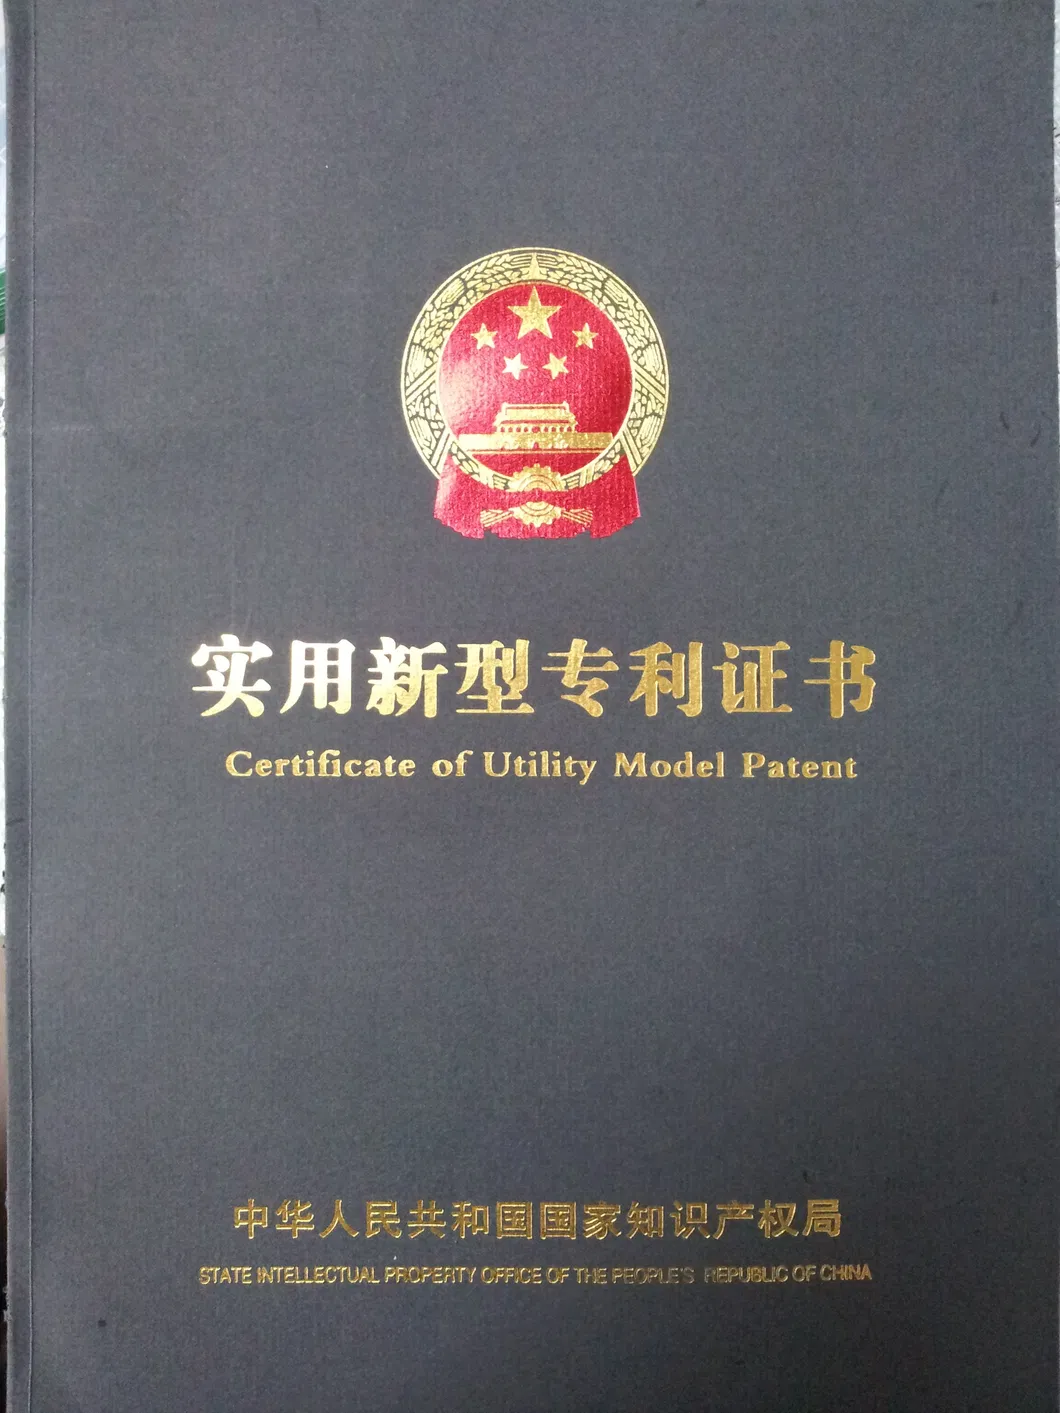 实用新型专利证书
Certificate of Utility Model Patent
中华人民共和国国家知识产权局
STATE INTELLECTUAL PROPERTY OFFICE OF THE PEOPLE'S REPUBLIC OF CHINA